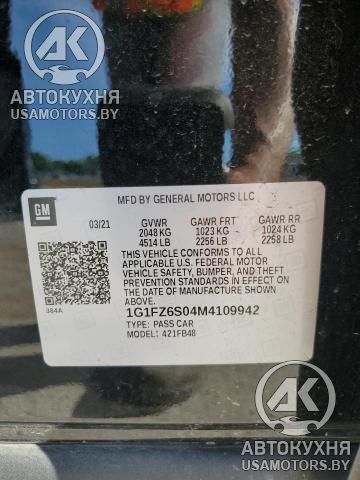 АК
АВТОКУХНЯ
USAMOTORS.BY
GM
MFD BY GENERAL MOTORS LLC
03/21 GVWR GAWR FRT GAWR RR
2048 KG 1023 KG 1024 KG
4514 LB 2256 LB 2258 LB
THIS VEHICLE CONFORMS TO ALL
APPLICABLE U.S. FEDERAL MOTOR
VEHICLE SAFETY, BUMPER, AND THEFT
PREVENTION STANDARDS IN EFFECT ON
THE DATE OF MANUFACTURE SHOWN ABOVE.
384A
1G1FZ6S04M4109942
TYPE: PASS CAR
MODEL: 421FB48
АК
АВТОКУХНЯ
USAMOTORS.BY